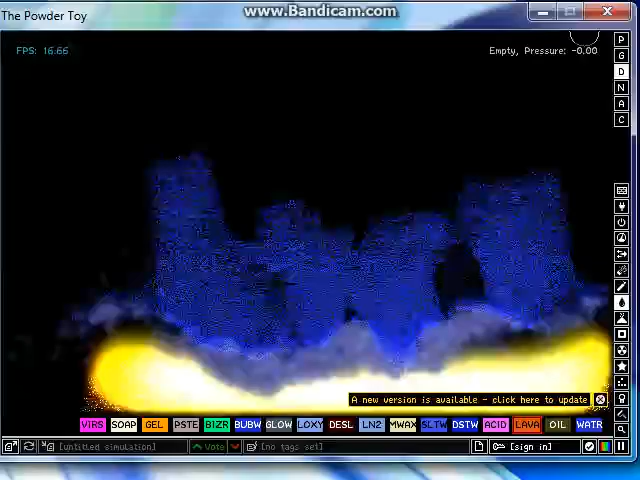 www.Bandicam.com
The Powder Toy
FPS: 16.66
Empty, Pressure: -0.00
P
G
D
N
A
C
A new version is available - click here to update
VIRS SOAP GEL PSTE BIZR BUBW GLOW LOXY DESL LN2 MWAX SLTW DSTW ACID LAVA OIL WATR
[untitled simulation] Vote [no tags set] [sign in]